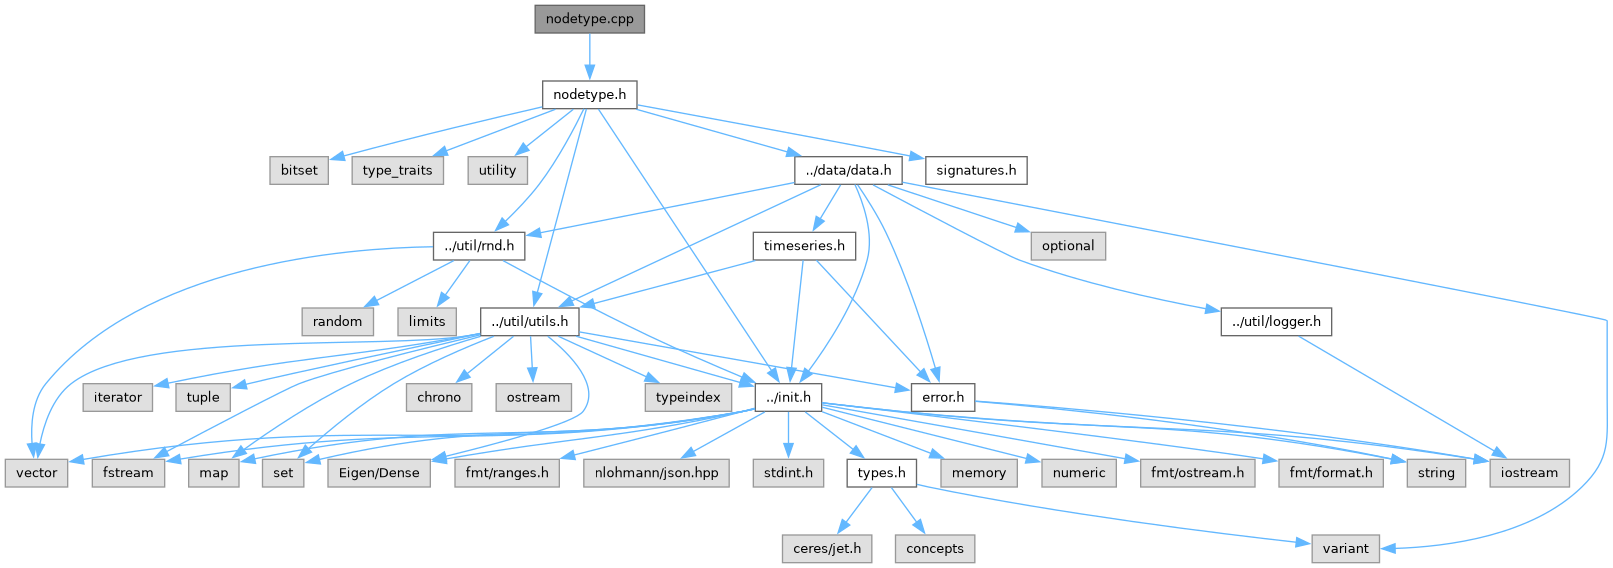 nodetype.cpp
nodetype.h
bitset
type_traits
utility
../data/data.h
signatures.h
../util/rnd.h
timeseries.h
optional
random
limits
../util/utils.h
../util/logger.h
iterator
tuple
chrono
ostream
typeindex
../init.h
error.h
vector
fstream
map
set
Eigen/Dense
fmt/ranges.h
nlohmann/json.hpp
stdint.h
types.h
memory
numeric
fmt/ostream.h
fmt/format.h
string
iostream
ceres/jet.h
concepts
variant